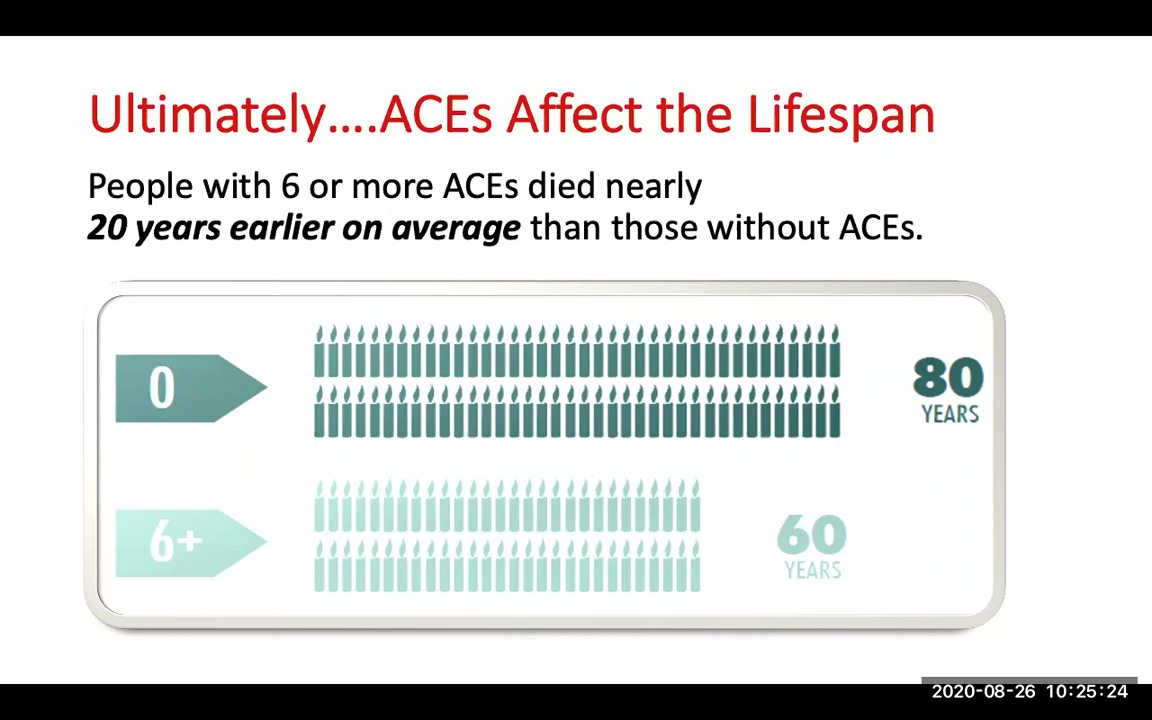 Ultimately....ACEs Affect the Lifespan
People with 6 or more ACEs died nearly
20 years earlier on average than those without ACEs.
0
80
YEARS
6+
60
YEARS
2020-08-26 10:25:24